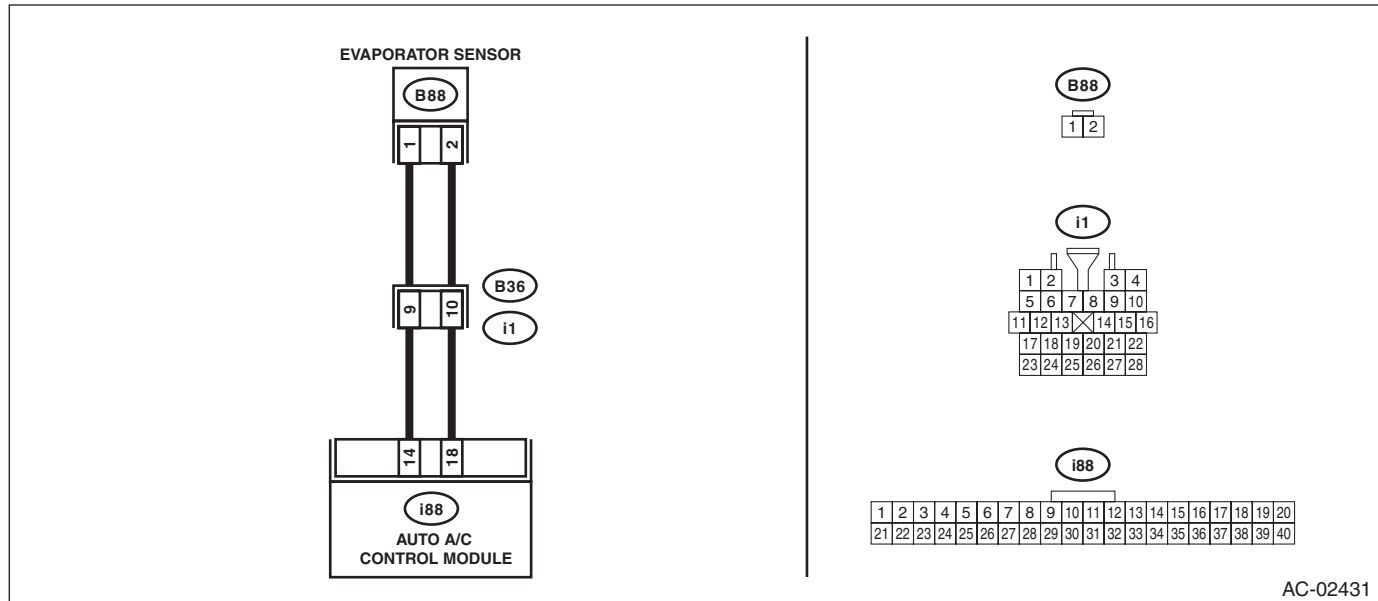 EVAPORATOR SENSOR
B88
1 2
B36
9 10
i1
14 18
i88
AUTO A/C
CONTROL MODULE
B88
1 2
i1
1 2 3 4
5 6 7 8 9 10
11 12 13 14 15 16
17 18 19 20 21 22
23 24 25 26 27 28
i88
1 2 3 4 5 6 7 8 9 10 11 12 13 14 15 16 17 18 19 20
21 22 23 24 25 26 27 28 29 30 31 32 33 34 35 36 37 38 39 40
AC-02431